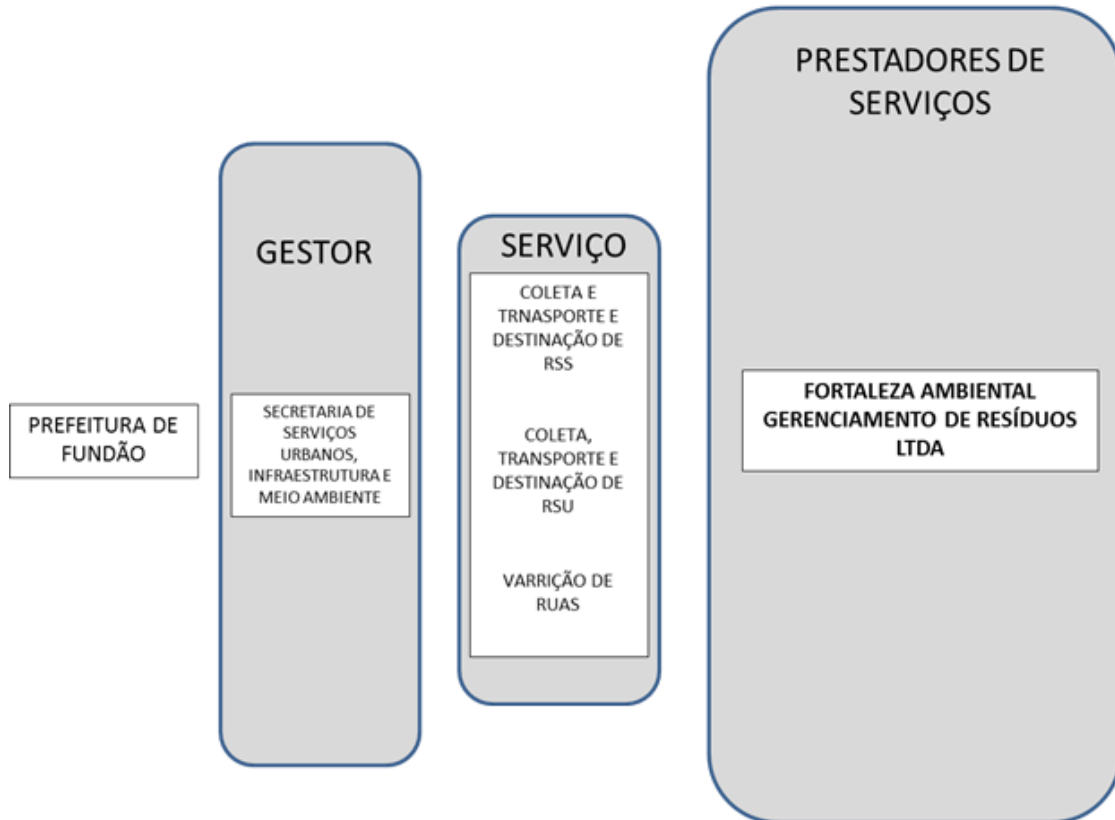 PREFEITURA DE
FUNDÃO
GESTOR
SECRETARIA DE
SERVIÇOS
URBANOS,
INFRAESTRUTURA E
MEIO AMBIENTE
SERVIÇO
COLETA E
TRNASPORTE E
DESTINAÇÃO DE
RSS
COLETA,
TRANSPORTE E
DESTINAÇÃO DE
RSU
VARRIÇÃO DE
RUAS
PRESTADORES DE
SERVIÇOS
FORTALEZA AMBIENTAL
GERENCIAMENTO DE RESÍDUOS
LTDA